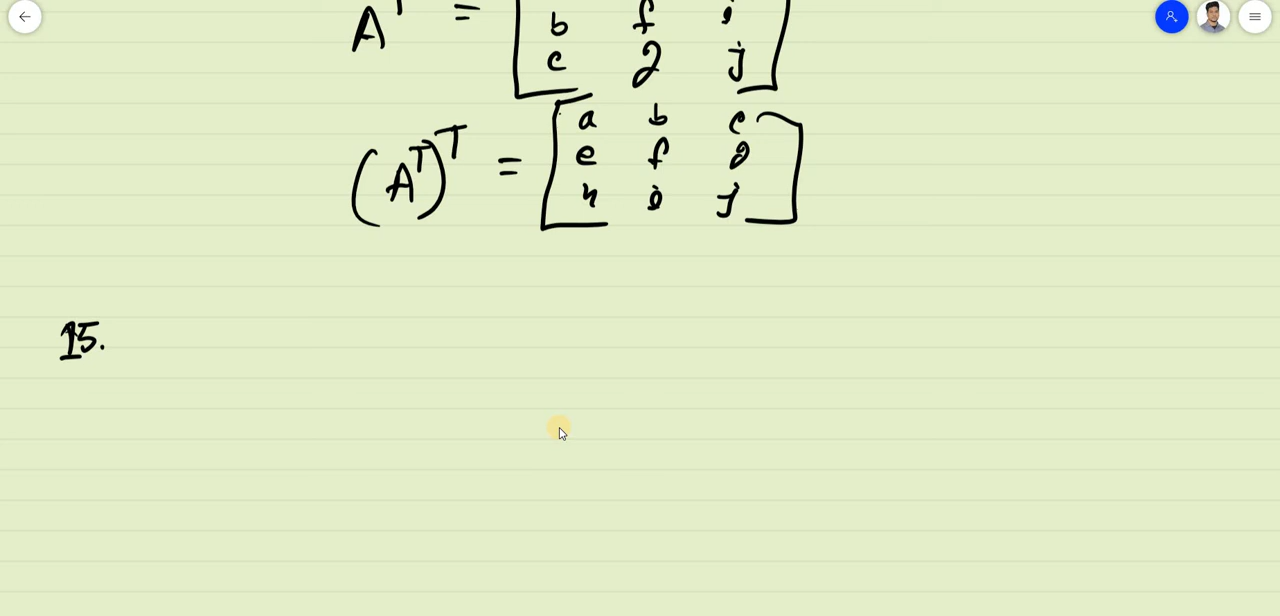 Aᵀ = [
b f i
c g j ]
(Aᵀ)ᵀ = [ a b c
e f g
h i j ]
15.